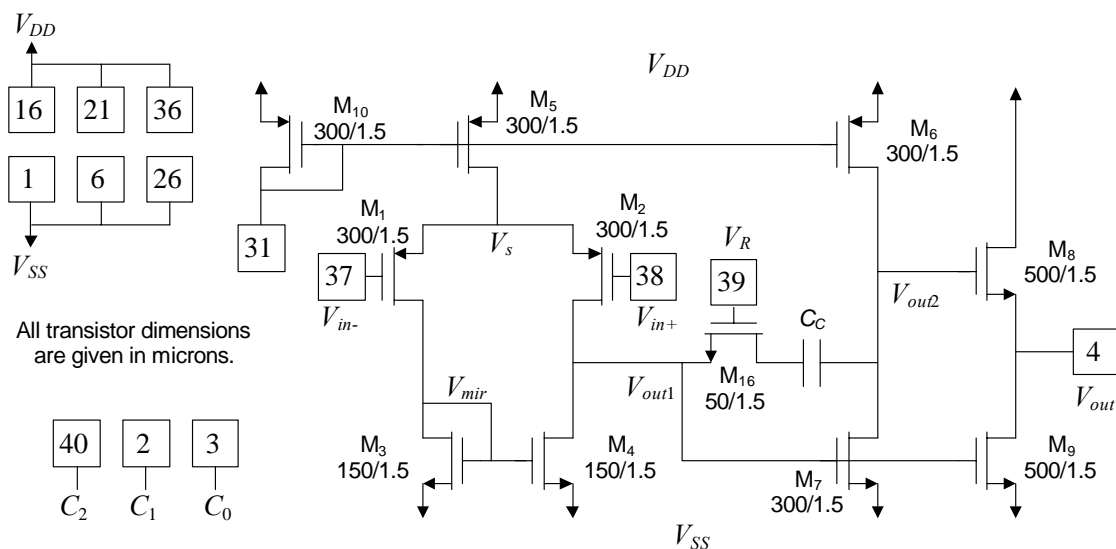 V_DD
16 21 36
1 6 26
V_SS
All transistor dimensions
are given in microns.
40 2 3
C_2 C_1 C_0
V_DD
M_10
300/1.5
M_5
300/1.5
M_6
300/1.5
31
M_1
300/1.5
V_s
M_2
300/1.5
37
V_in-
38
V_in+
V_R
39
C_C
M_16
50/1.5
V_out2
M_8
500/1.5
4
V_out
V_mir
V_out1
M_3
150/1.5
M_4
150/1.5
M_7
300/1.5
M_9
500/1.5
V_SS